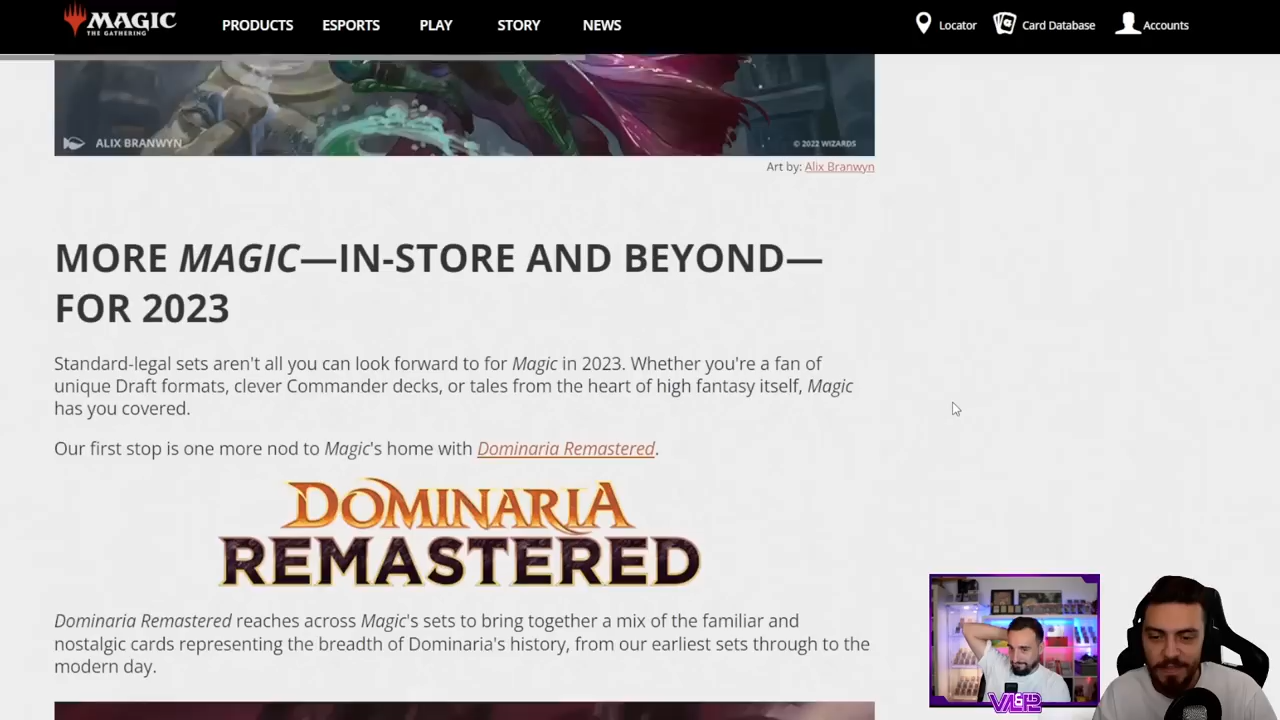 MAGIC
THE GATHERING
PRODUCTS
ESPORTS
PLAY
STORY
NEWS
Locator
Card Database
Accounts
ALIX BRANWYN
© 2022 WIZARDS
Art by: Alix Branwyn
MORE MAGIC—IN-STORE AND BEYOND—
FOR 2023
Standard-legal sets aren't all you can look forward to for Magic in 2023. Whether you're a fan of
unique Draft formats, clever Commander decks, or tales from the heart of high fantasy itself, Magic
has you covered.
Our first stop is one more nod to Magic's home with Dominaria Remastered.
DOMINARIA
REMASTERED
Dominaria Remastered reaches across Magic's sets to bring together a mix of the familiar and
nostalgic cards representing the breadth of Dominaria's history, from our earliest sets through to the
modern day.